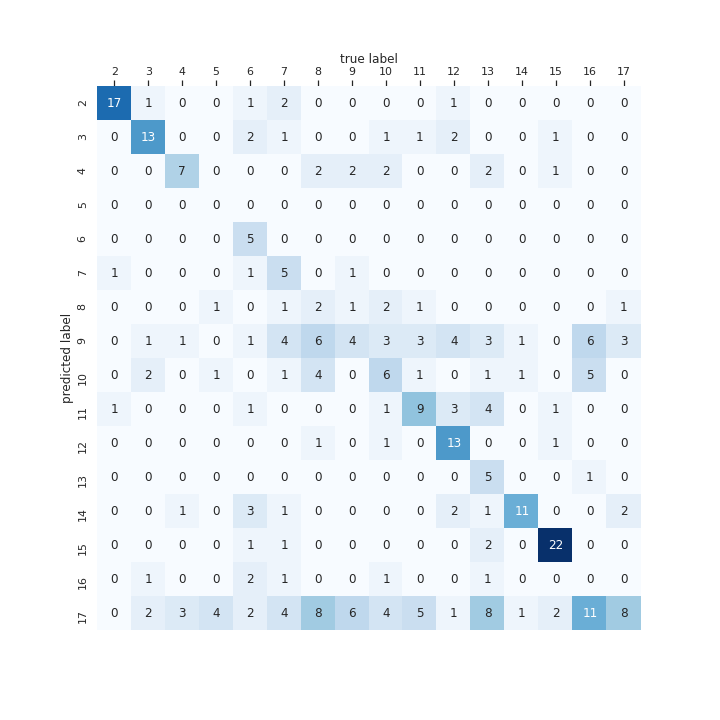 true label
2 3 4 5 6 7 8 9 10 11 12 13 14 15 16 17
predicted label
2 17 1 0 0 1 2 0 0 0 0 1 0 0 0 0 0
3 0 13 0 0 2 1 0 0 1 1 2 0 0 1 0 0
4 0 0 7 0 0 0 2 2 2 0 0 2 0 1 0 0
5 0 0 0 0 0 0 0 0 0 0 0 0 0 0 0 0
6 0 0 0 0 5 0 0 0 0 0 0 0 0 0 0 0
7 1 0 0 0 1 5 0 1 0 0 0 0 0 0 0 0
8 0 0 0 1 0 1 2 1 2 1 0 0 0 0 0 1
9 0 1 1 0 1 4 6 4 3 3 4 3 1 0 6 3
10 0 2 0 1 0 1 4 0 6 1 0 1 1 0 5 0
11 1 0 0 0 1 0 0 0 1 9 3 4 0 1 0 0
12 0 0 0 0 0 0 1 0 1 0 13 0 0 1 0 0
13 0 0 0 0 0 0 0 0 0 0 0 5 0 0 1 0
14 0 0 1 0 3 1 0 0 0 0 2 1 11 0 0 2
15 0 0 0 0 1 1 0 0 0 0 0 2 0 22 0 0
16 0 1 0 0 2 1 0 0 1 0 0 1 0 0 0 0
17 0 2 3 4 2 4 8 6 4 5 1 8 1 2 11 8